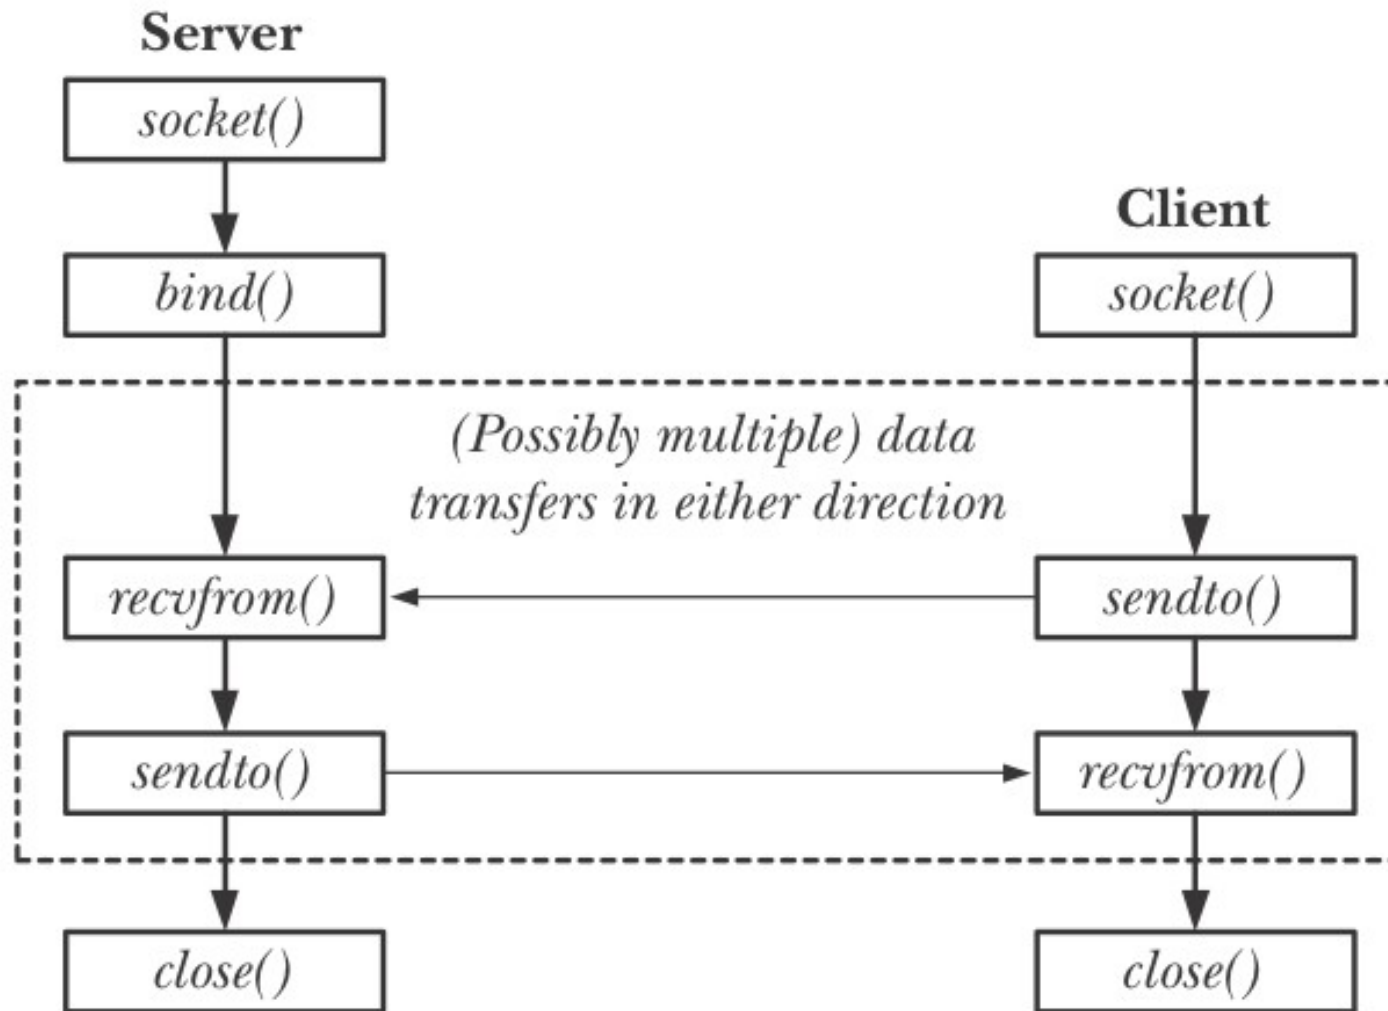 Server
socket()
Client
bind()
socket()
(Possibly multiple) data
transfers in either direction
recvfrom()
sendto()
sendto()
recvfrom()
close()
close()